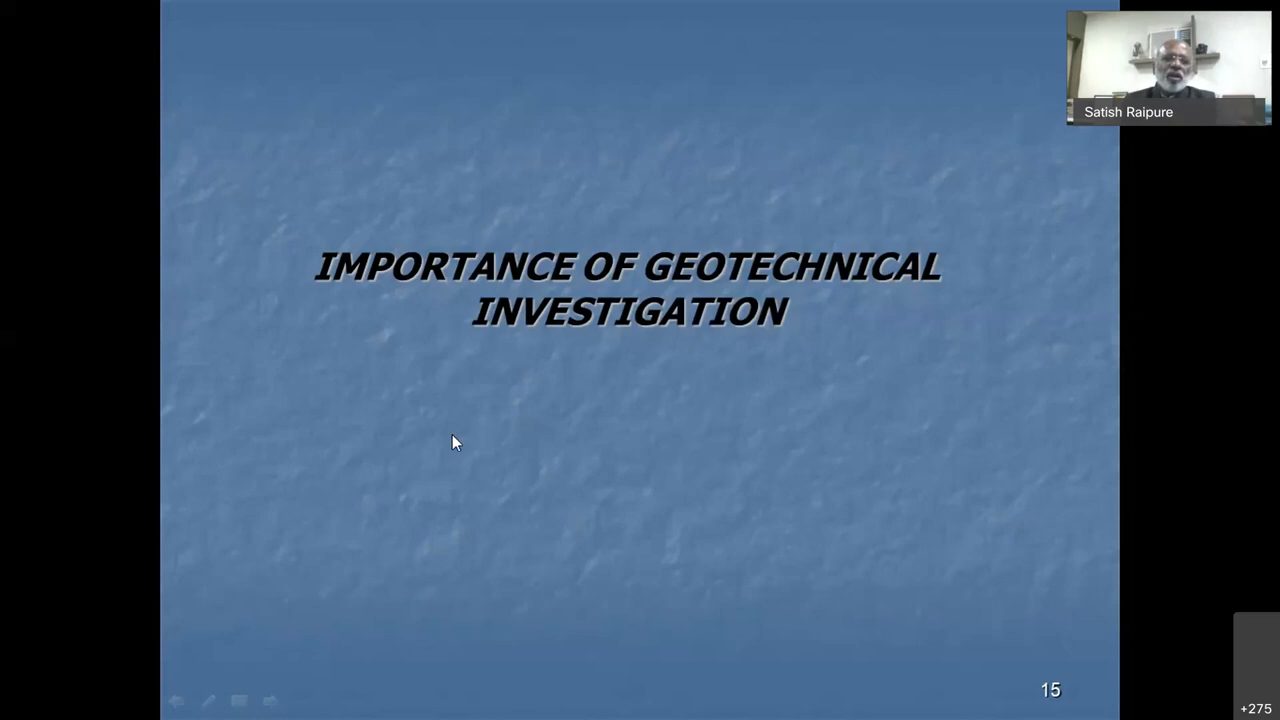 Satish Raipure
IMPORTANCE OF GEOTECHNICAL
INVESTIGATION
15
+275